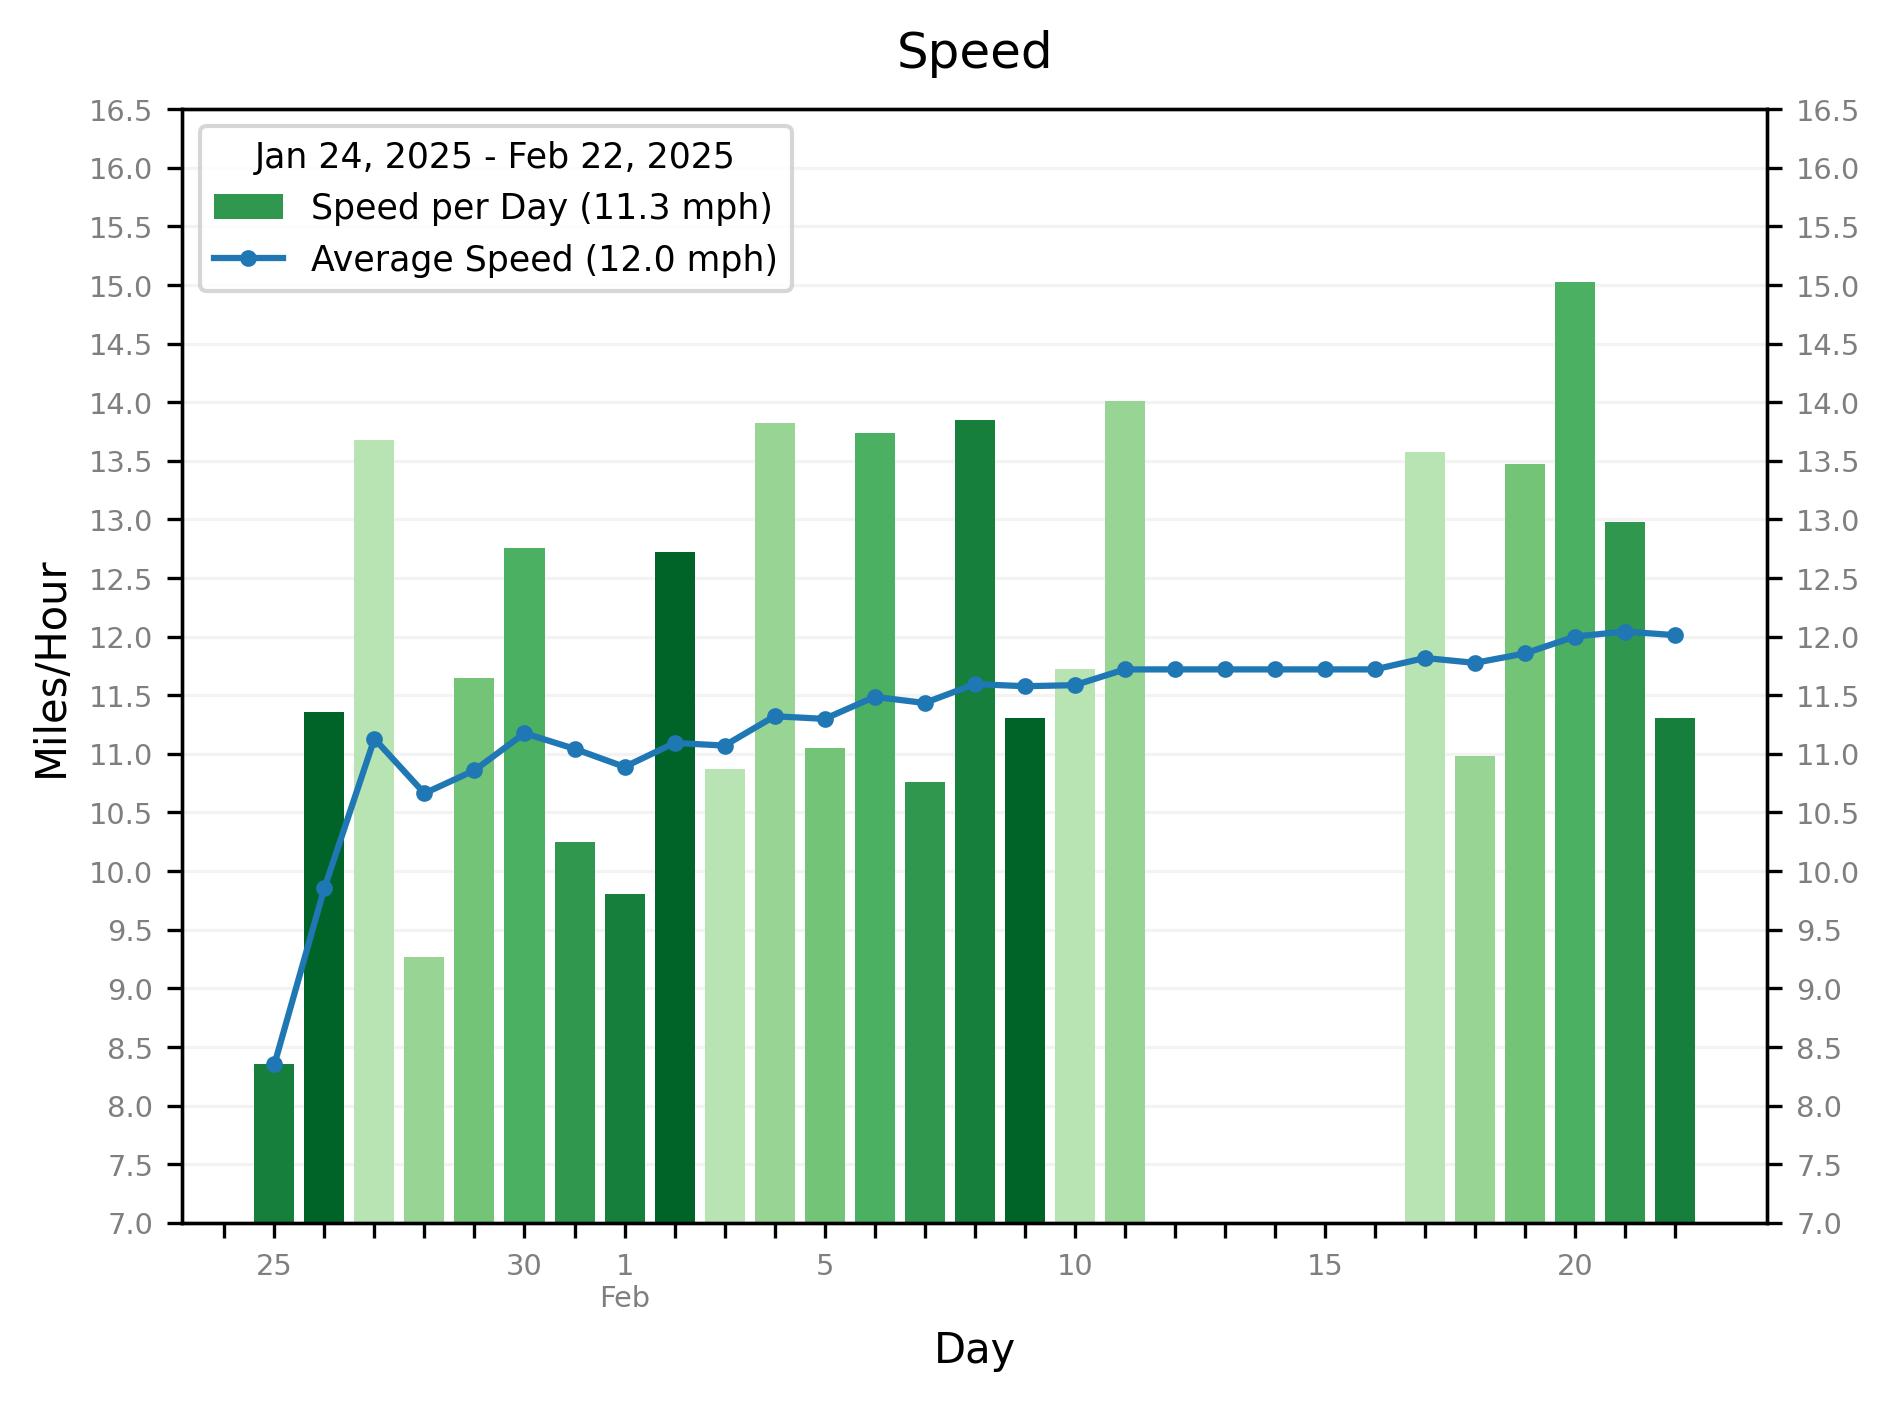 Speed
Jan 24, 2025 - Feb 22, 2025
Speed per Day (11.3 mph)
Average Speed (12.0 mph)
Miles/Hour
16.5 16.5
16.0 16.0
15.5 15.5
15.0 15.0
14.5 14.5
14.0 14.0
13.5 13.5
13.0 13.0
12.5 12.5
12.0 12.0
11.5 11.5
11.0 11.0
10.5 10.5
10.0 10.0
9.5 9.5
9.0 9.0
8.5 8.5
8.0 8.0
7.5 7.5
7.0 7.0
25 30 1 5 10 15 20
Feb
Day